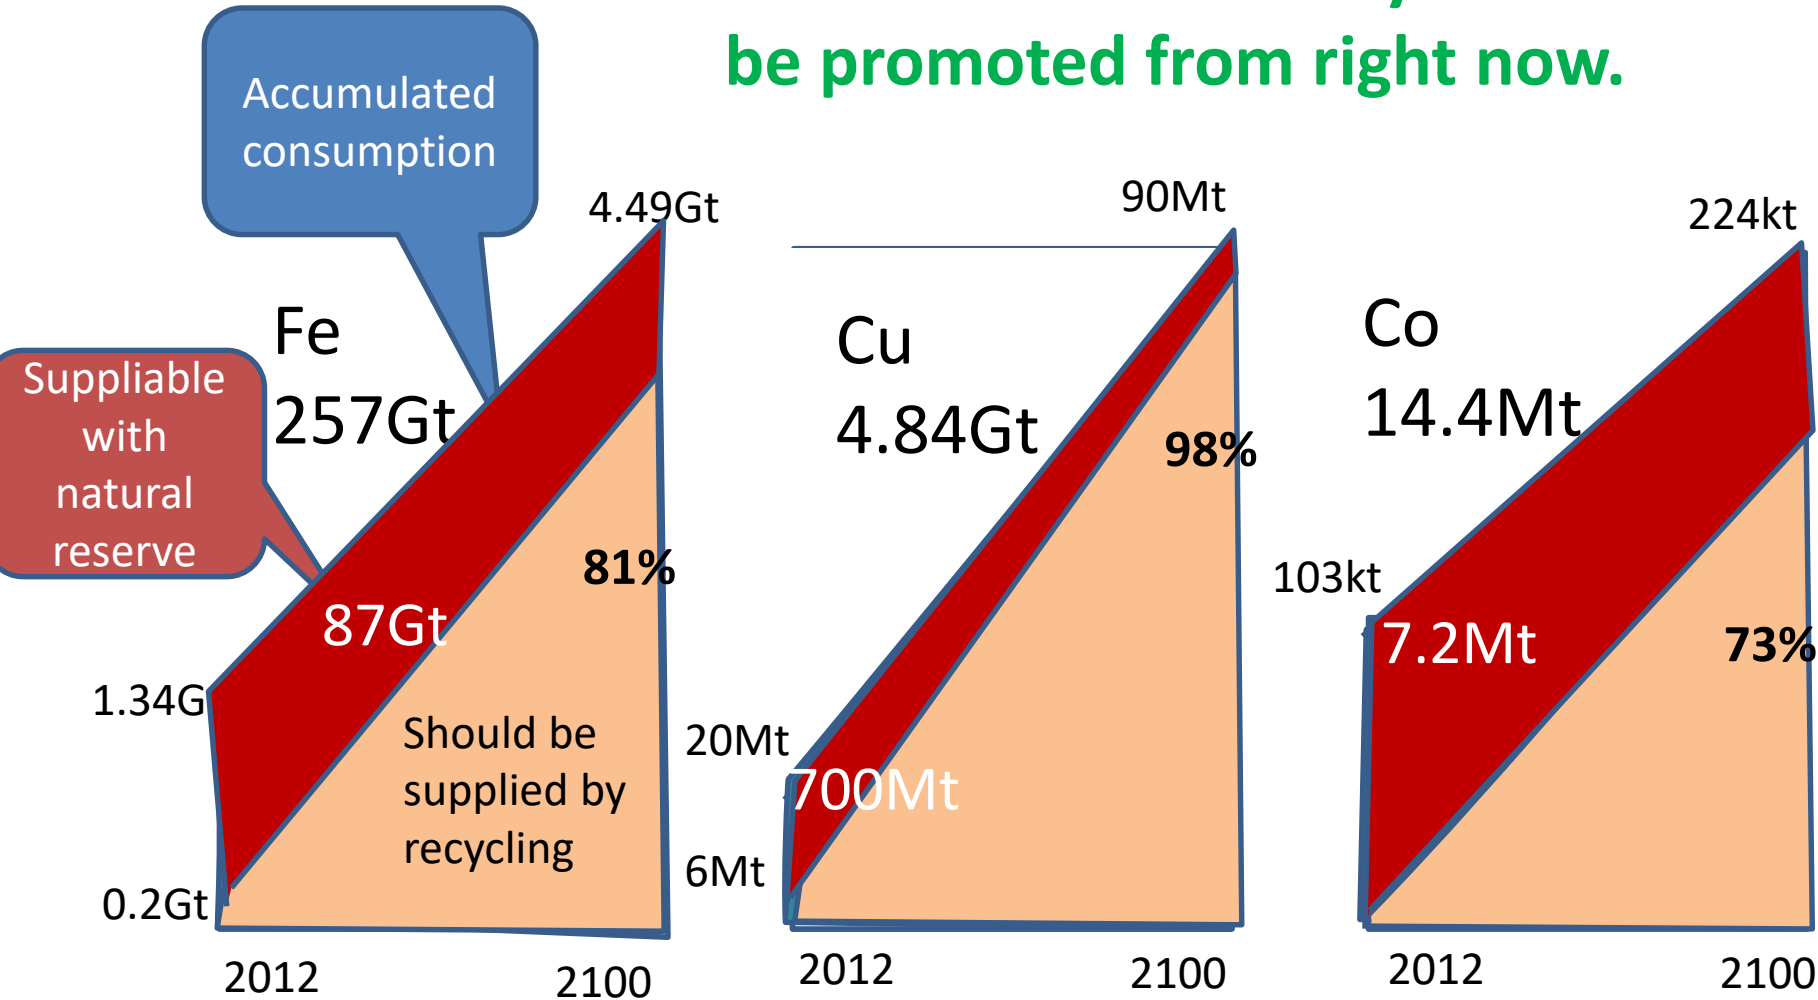 be promoted from right now.
Accumulated
consumption
Suppliable
with
natural
reserve
Fe
257Gt
4.49Gt
87Gt
81%
1.34G
0.2Gt
Should be
supplied by
recycling
2012
2100
Cu
4.84Gt
90Mt
98%
20Mt
700Mt
6Mt
2012
2100
Co
14.4Mt
224kt
103kt
7.2Mt
73%
2012
2100